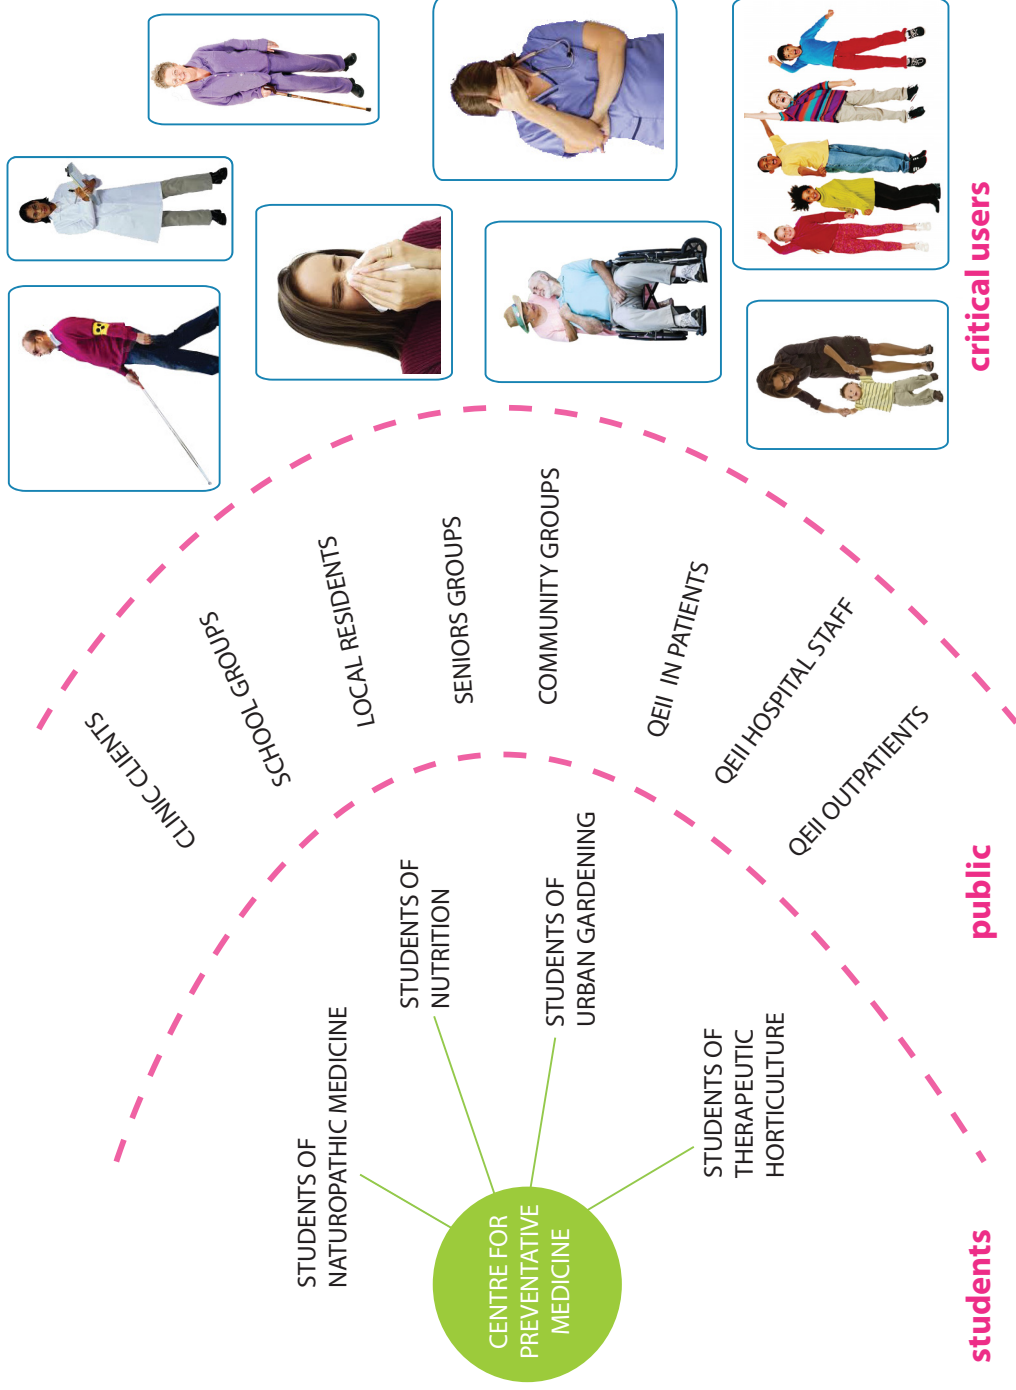 CENTRE FOR
PREVENTATIVE
MEDICINE
STUDENTS OF
NATUROPATHIC MEDICINE
STUDENTS OF
NUTRITION
STUDENTS OF
URBAN GARDENING
STUDENTS OF
THERAPEUTIC
HORTICULTURE
CLINIC CLIENTS
SCHOOL GROUPS
LOCAL RESIDENTS
SENIORS GROUPS
COMMUNITY GROUPS
QEII IN PATIENTS
QEII HOSPITAL STAFF
QEII OUTPATIENTS
students
public
critical users